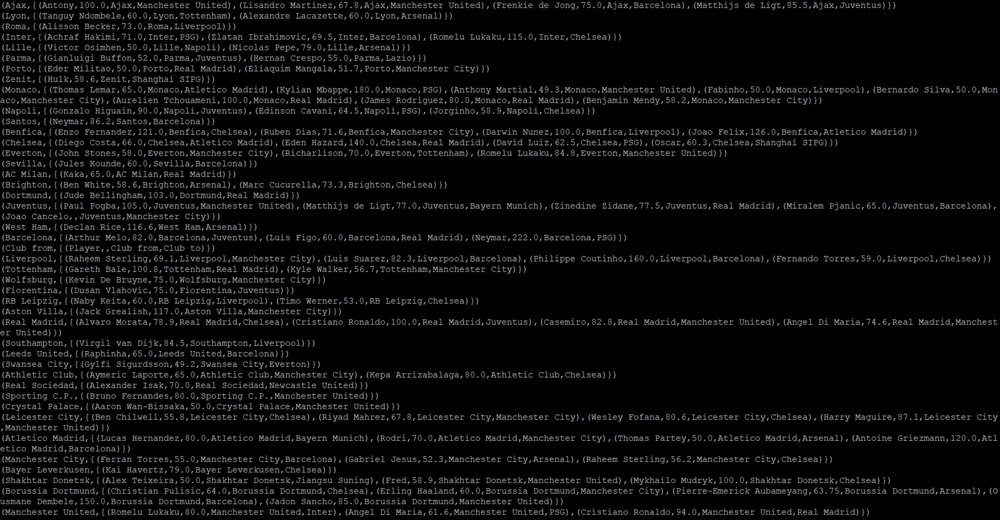 (Ajax,{(Antony,100.0,Ajax,Manchester United),(Lisandro Martinez,67.8,Ajax,Manchester United),(Frenkie de Jong,75.0,Ajax,Barcelona),(Matthijs de Ligt,85.5,Ajax,Juventus)})
(Lyon,{(Tanguy Ndombele,60.0,Lyon,Tottenham),(Alexandre Lacazette,60.0,Lyon,Arsenal)})
(Roma,{(Alisson Becker,73.0,Roma,Liverpool)})
(Inter,{(Achraf Hakimi,71.0,Inter,PSG),(Zlatan Ibrahimovic,69.5,Inter,Barcelona),(Romelu Lukaku,115.0,Inter,Chelsea)})
(Lille,{(Victor Osimhen,50.0,Lille,Napoli),(Nicolas Pepe,79.0,Lille,Arsenal)})
(Parma,{(Gianluigi Buffon,52.0,Parma,Juventus),(Hernan Crespo,55.0,Parma,Lazio)})
(Porto,{(Eder Militao,50.0,Porto,Real Madrid),(Eliaquim Mangala,51.7,Porto,Manchester City)})
(Zenit,{(Hulk,58.6,Zenit,Shanghai SIPG)})
(Monaco,{(Thomas Lemar,65.0,Monaco,Atletico Madrid),(Kylian Mbappe,180.0,Monaco,PSG),(Anthony Martial,49.3,Monaco,Manchester United),(Fabinho,50.0,Monaco,Liverpool),(Bernardo Silva,50.0,Mon
aco,Manchester City),(Aurelien Tchouameni,100.0,Monaco,Real Madrid),(James Rodriguez,80.0,Monaco,Real Madrid),(Benjamin Mendy,58.2,Monaco,Manchester City)})
(Napoli,{(Gonzalo Higuain,90.0,Napoli,Juventus),(Edinson Cavani,64.5,Napoli,PSG),(Jorginho,58.9,Napoli,Chelsea)})
(Santos,{(Neymar,86.2,Santos,Barcelona)})
(Benfica,{(Enzo Fernandez,121.0,Benfica,Chelsea),(Ruben Dias,71.6,Benfica,Manchester City),(Darwin Nunez,100.0,Benfica,Liverpool),(Joao Felix,126.0,Benfica,Atletico Madrid)})
(Chelsea,{(Diego Costa,66.0,Chelsea,Atletico Madrid),(Eden Hazard,140.0,Chelsea,Real Madrid),(David Luiz,62.5,Chelsea,PSG),(Oscar,60.3,Chelsea,Shanghai SIPG)})
(Everton,{(John Stones,58.0,Everton,Manchester City),(Richarlison,70.0,Everton,Tottenham),(Romelu Lukaku,84.8,Everton,Manchester United)})
(Sevilla,{(Jules Kounde,60.0,Sevilla,Barcelona)})
(AC Milan,{(Kaka,65.0,AC Milan,Real Madrid)})
(Brighton,{(Ben White,58.6,Brighton,Arsenal),(Marc Cucurella,73.3,Brighton,Chelsea)})
(Dortmund,{(Jude Bellingham,103.0,Dortmund,Real Madrid)})
(Juventus,{(Paul Pogba,105.0,Juventus,Manchester United),(Matthijs de Ligt,77.0,Juventus,Bayern Munich),(Zinedine Zidane,77.5,Juventus,Real Madrid),(Miralem Pjanic,65.0,Juventus,Barcelona),
(Joao Cancelo,,Juventus,Manchester City)})
(West Ham,{(Declan Rice,116.6,West Ham,Arsenal)})
(Barcelona,{(Arthur Melo,82.0,Barcelona,Juventus),(Luis Figo,60.0,Barcelona,Real Madrid),(Neymar,222.0,Barcelona,PSG)})
(Club from,{(Player,,Club from,Club to)})
(Liverpool,{(Raheem Sterling,69.1,Liverpool,Manchester City),(Luis Suarez,82.3,Liverpool,Barcelona),(Philippe Coutinho,160.0,Liverpool,Barcelona),(Fernando Torres,59.0,Liverpool,Chelsea)})
(Tottenham,{(Gareth Bale,100.8,Tottenham,Real Madrid),(Kyle Walker,56.7,Tottenham,Manchester City)})
(Wolfsburg,{(Kevin De Bruyne,75.0,Wolfsburg,Manchester City)})
(Fiorentina,{(Dusan Vlahovic,75.0,Fiorentina,Juventus)})
(RB Leipzig,{(Naby Keita,60.0,RB Leipzig,Liverpool),(Timo Werner,53.0,RB Leipzig,Chelsea)})
(Aston Villa,{(Jack Grealish,117.0,Aston Villa,Manchester City)})
(Real Madrid,{(Alvaro Morata,78.9,Real Madrid,Chelsea),(Cristiano Ronaldo,100.0,Real Madrid,Juventus),(Casemiro,82.8,Real Madrid,Manchester United),(Angel Di Maria,74.6,Real Madrid,Manchest
er United)})
(Southampton,{(Virgil van Dijk,84.5,Southampton,Liverpool)})
(Leeds United,{(Raphinha,65.0,Leeds United,Barcelona)})
(Swansea City,{(Gylfi Sigurdsson,49.2,Swansea City,Everton)})
(Athletic Club,{(Aymeric Laporte,65.0,Athletic Club,Manchester City),(Kepa Arrizabalaga,80.0,Athletic Club,Chelsea)})
(Real Sociedad,{(Alexander Isak,70.0,Real Sociedad,Newcastle United)})
(Sporting C.P.,{(Bruno Fernandes,80.0,Sporting C.P.,Manchester United)})
(Crystal Palace,{(Aaron Wan-Bissaka,50.0,Crystal Palace,Manchester United)})
(Leicester City,{(Ben Chilwell,55.8,Leicester City,Chelsea),(Riyad Mahrez,67.8,Leicester City,Manchester City),(Wesley Fofana,80.6,Leicester City,Chelsea),(Harry Maguire,87.1,Leicester City
,Manchester United)})
(Atletico Madrid,{(Lucas Hernandez,80.0,Atletico Madrid,Bayern Munich),(Rodri,70.0,Atletico Madrid,Manchester City),(Thomas Partey,50.0,Atletico Madrid,Arsenal),(Antoine Griezmann,120.0,Atl
etico Madrid,Barcelona)})
(Manchester City,{(Ferran Torres,55.0,Manchester City,Barcelona),(Gabriel Jesus,52.3,Manchester City,Arsenal),(Raheem Sterling,56.2,Manchester City,Chelsea)})
(Bayer Leverkusen,{(Kai Havertz,79.0,Bayer Leverkusen,Chelsea)})
(Shakhtar Donetsk,{(Alex Teixeira,50.0,Shakhtar Donetsk,Jiangsu Suning),(Fred,58.9,Shakhtar Donetsk,Manchester United),(Mykhailo Mudryk,100.0,Shakhtar Donetsk,Chelsea)})
(Borussia Dortmund,{(Christian Pulisic,64.0,Borussia Dortmund,Chelsea),(Erling Haaland,60.0,Borussia Dortmund,Manchester City),(Pierre-Emerick Aubameyang,63.75,Borussia Dortmund,Arsenal),(O
usmane Dembele,150.0,Borussia Dortmund,Barcelona),(Jadon Sancho,85.0,Borussia Dortmund,Manchester United)})
(Manchester United,{(Romelu Lukaku,80.0,Manchester United,Inter),(Angel Di Maria,61.6,Manchester United,PSG),(Cristiano Ronaldo,94.0,Manchester United,Real Madrid)})